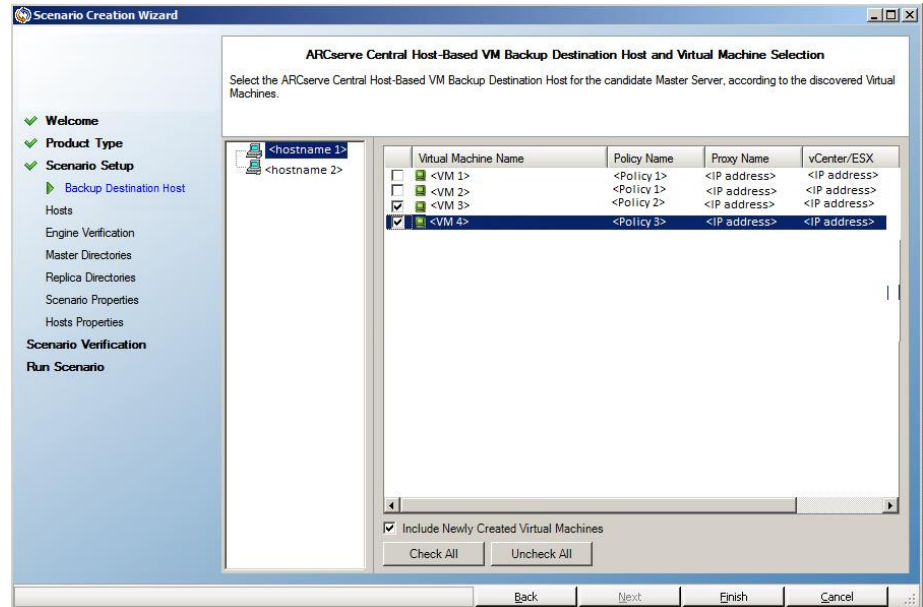 Scenario Creation Wizard
ARCserve Central Host-Based VM Backup Destination Host and Virtual Machine Selection
Select the ARCserve Central Host-Based VM Backup Destination Host for the candidate Master Server, according to the discovered Virtual
Machines.
Welcome
Product Type
Scenario Setup
Backup Destination Host
Hosts
Engine Verification
Master Directories
Replica Directories
Scenario Properties
Hosts Properties
Scenario Verification
Run Scenario
<hostname 1>
<hostname 2>
Virtual Machine Name Policy Name Proxy Name vCenter/ESX
<VM 1> <Policy 1> <IP address> <IP address>
<VM 2> <Policy 1> <IP address> <IP address>
<VM 3> <Policy 2> <IP address> <IP address>
<VM 4> <Policy 3> <IP address> <IP address>
Include Newly Created Virtual Machines
Check All Uncheck All
Back Next Finish Cancel